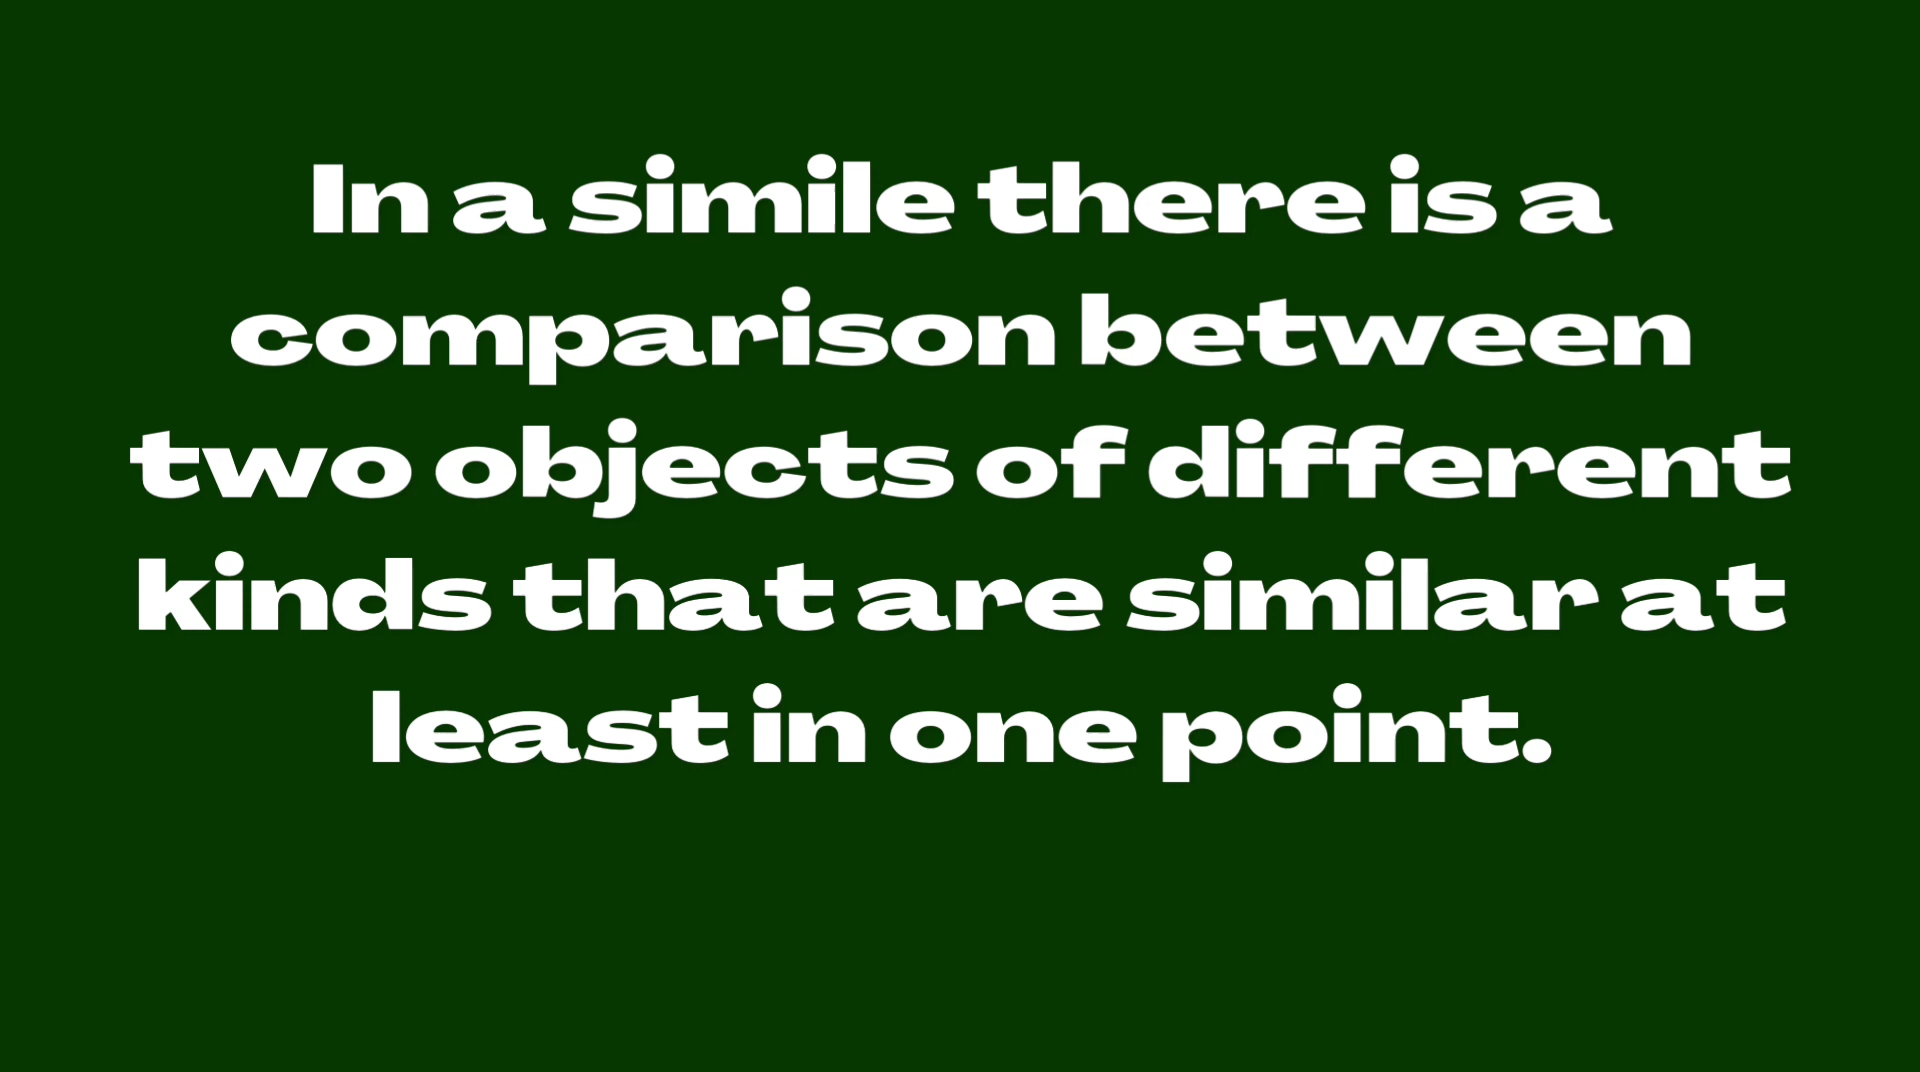 In a simile there is a
comparison between
two objects of different
kinds that are similar at
least in one point.